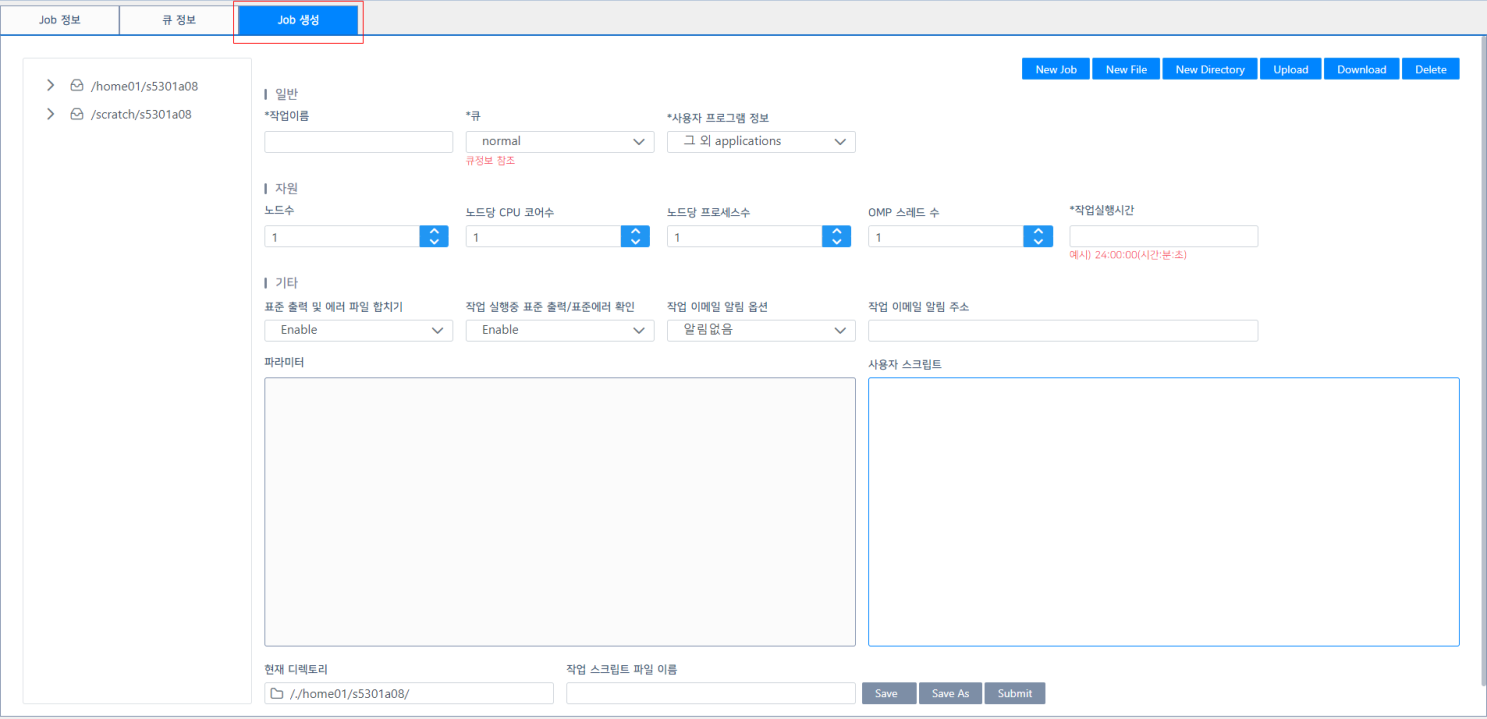 Job 정보 큐 정보 Job 생성
New Job New File New Directory Upload Download Delete
/home01/s5301a08
/scratch/s5301a08
일반
*작업이름 *큐 *사용자 프로그램 정보
normal 그 외 applications
큐정보 참조
자원
노드수 노드당 CPU 코어수 노드당 프로세스수 OMP 스레드 수 *작업실행시간
1 1 1 1
예시) 24:00:00(시간:분:초)
기타
표준 출력 및 에러 파일 합치기 작업 실행중 표준 출력/표준에러 확인 작업 이메일 알림 옵션 작업 이메일 알림 주소
Enable Enable 알림없음
파라미터 사용자 스크립트
현재 디렉토리 작업 스크립트 파일 이름
/./home01/s5301a08/ Save Save As Submit